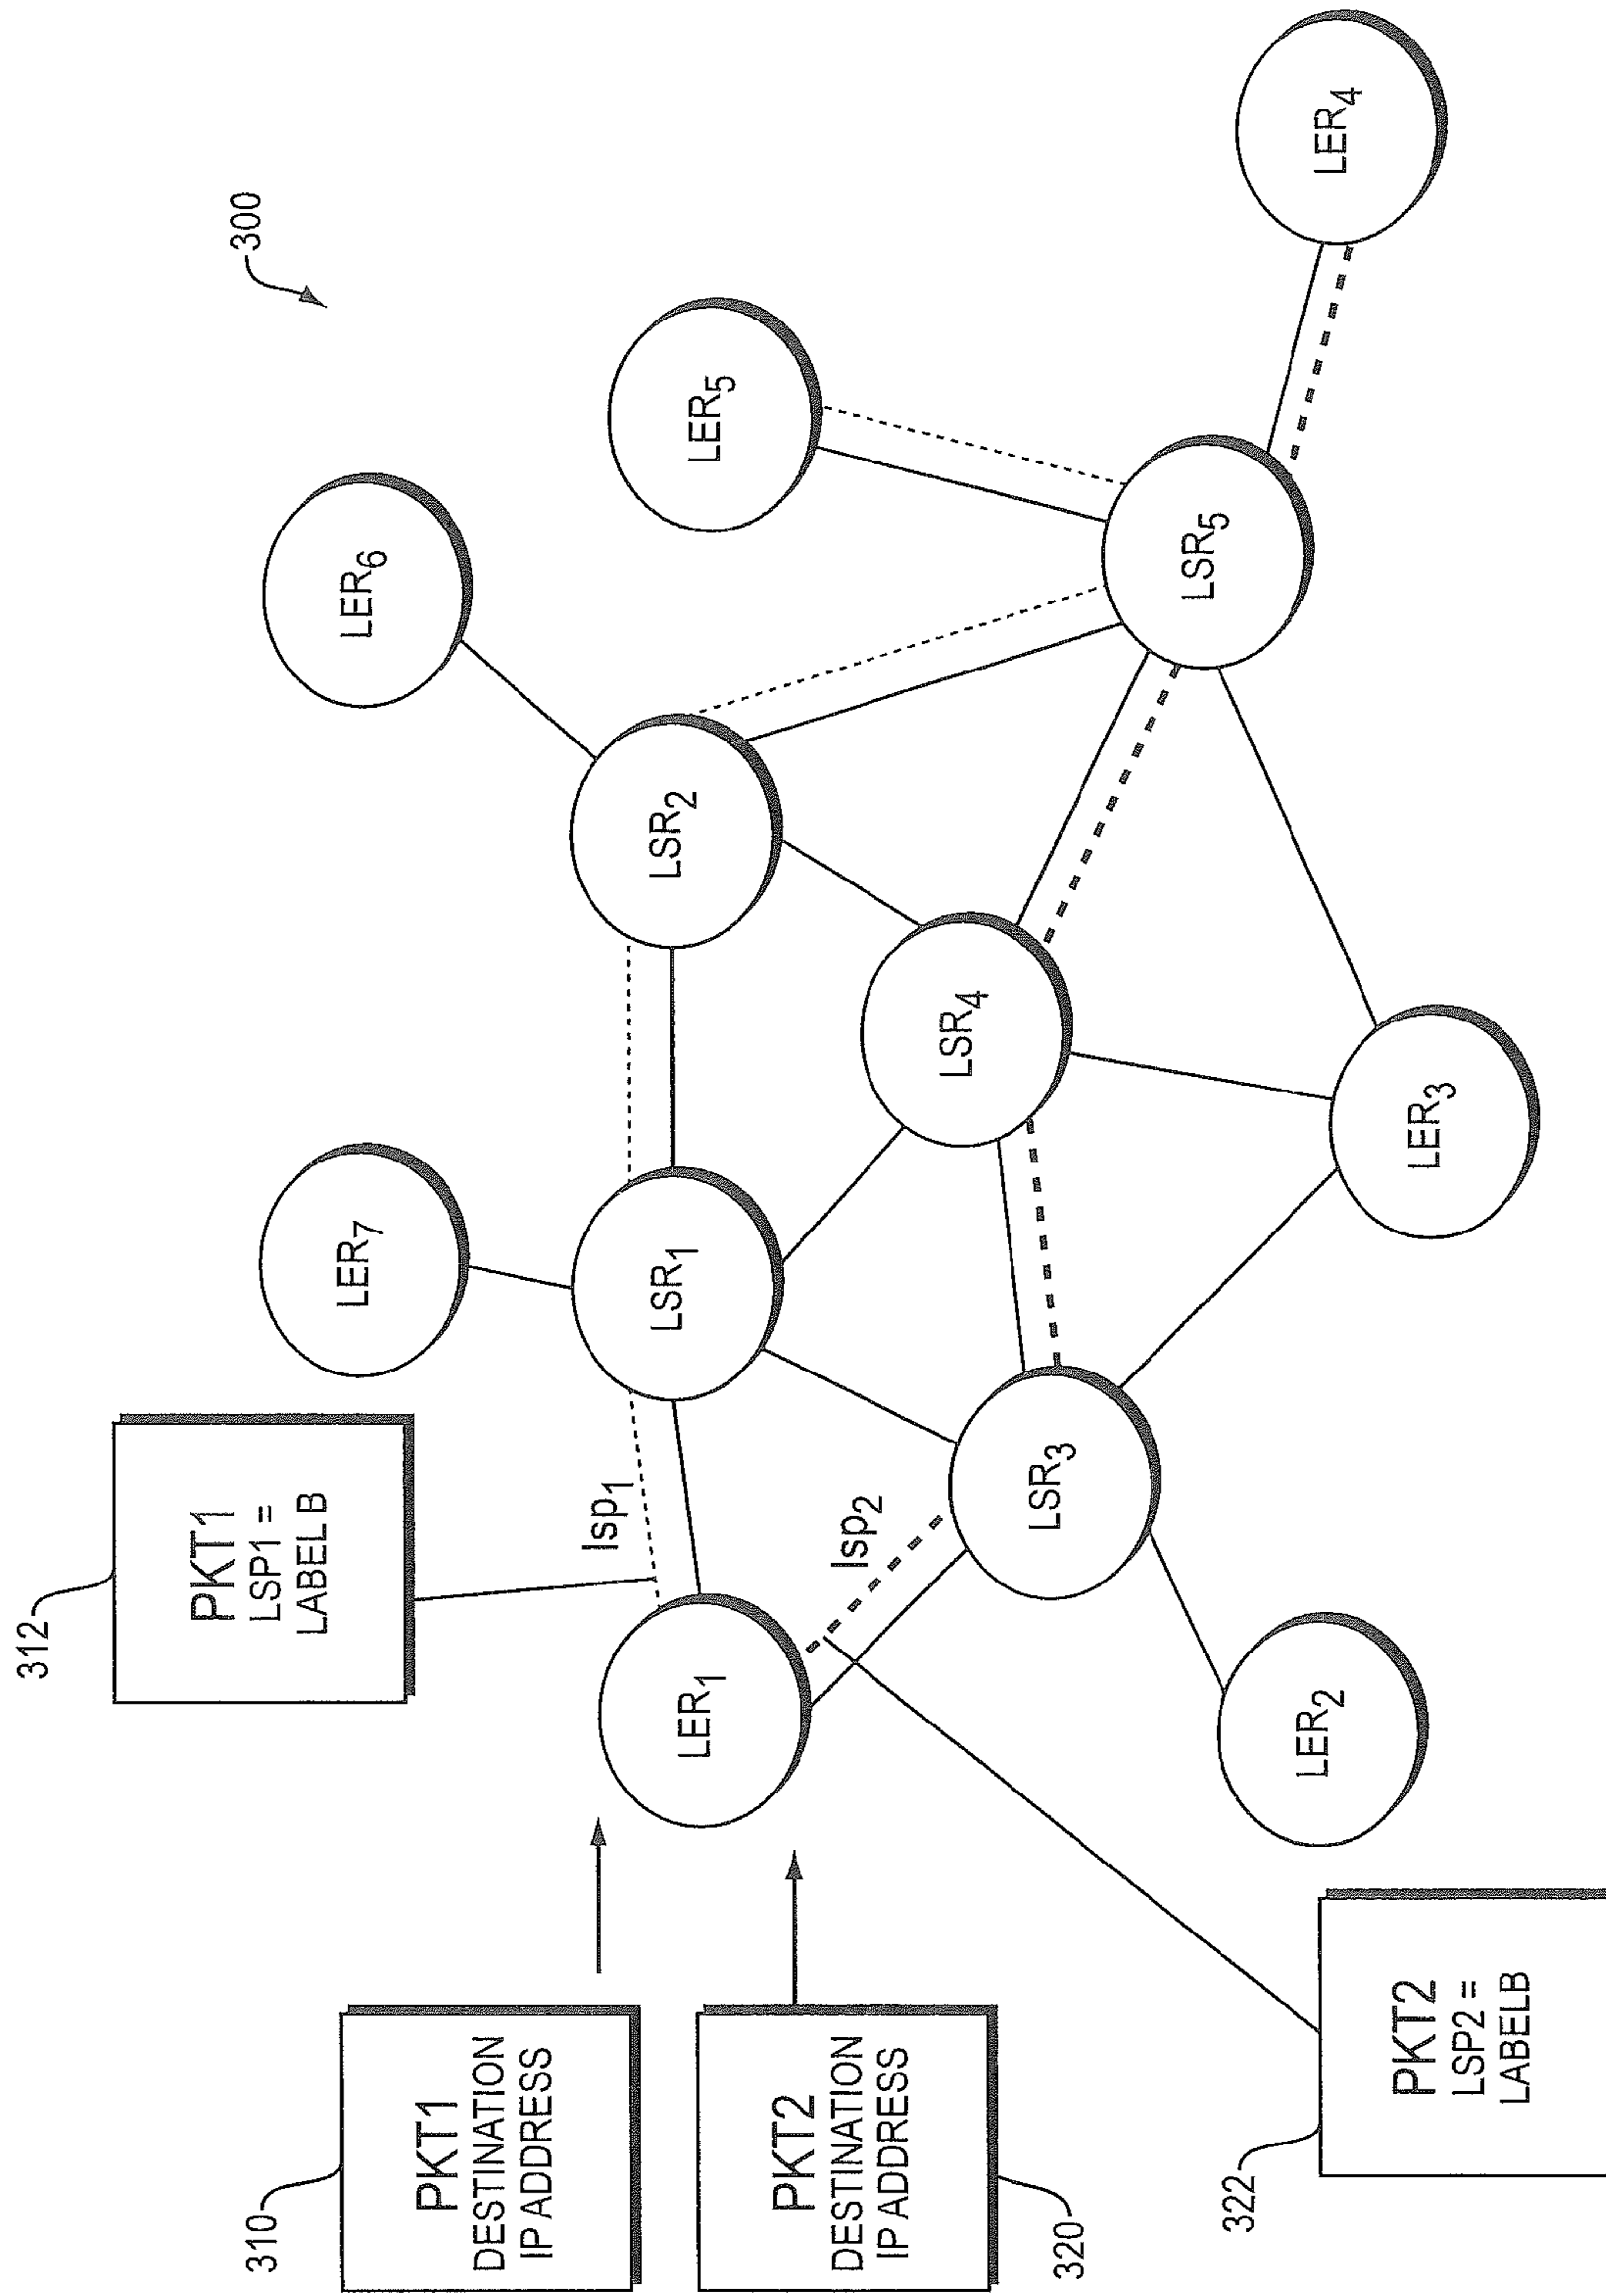 300
312
PKT1
LSP1 =
LABEL B
LER₇
LER₆
LER₅
LER₄
lsp₁
LSR₁
LSR₂
310
PKT1
DESTINATION
IP ADDRESS
LER₁
lsp₂
LSR₄
LSR₅
PKT2
DESTINATION
IP ADDRESS
320
LSR₃
LER₃
LER₂
322
PKT2
LSP2 =
LABELB